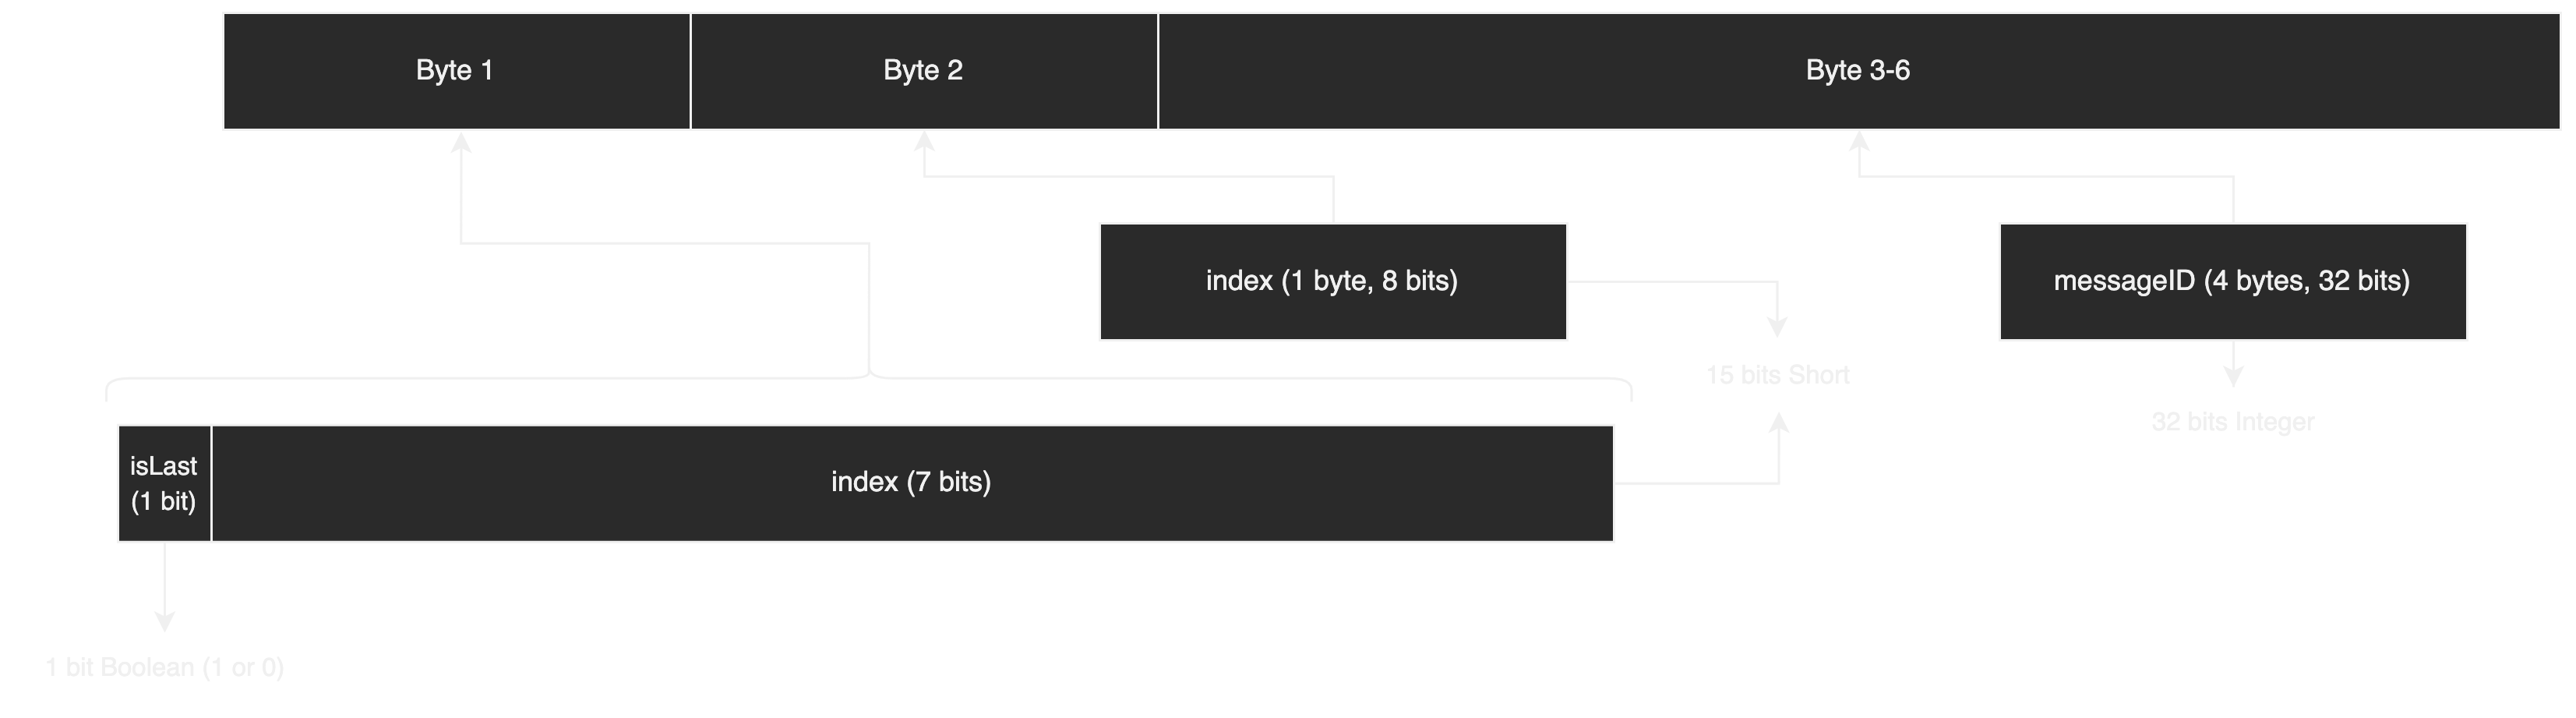 Byte 1
Byte 2
Byte 3-6
index (1 byte, 8 bits)
messageID (4 bytes, 32 bits)
15 bits Short
32 bits Integer
isLast
(1 bit)
index (7 bits)
1 bit Boolean (1 or 0)